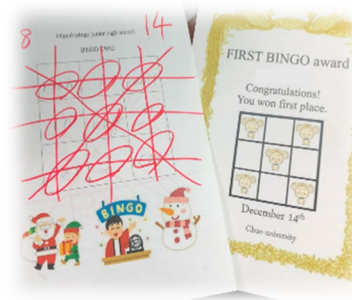 8 14
junior high school
BINGO CARD
BINGO
FIRST BINGO award
Congratulations!
You won first place.
December 14th
Chuo university